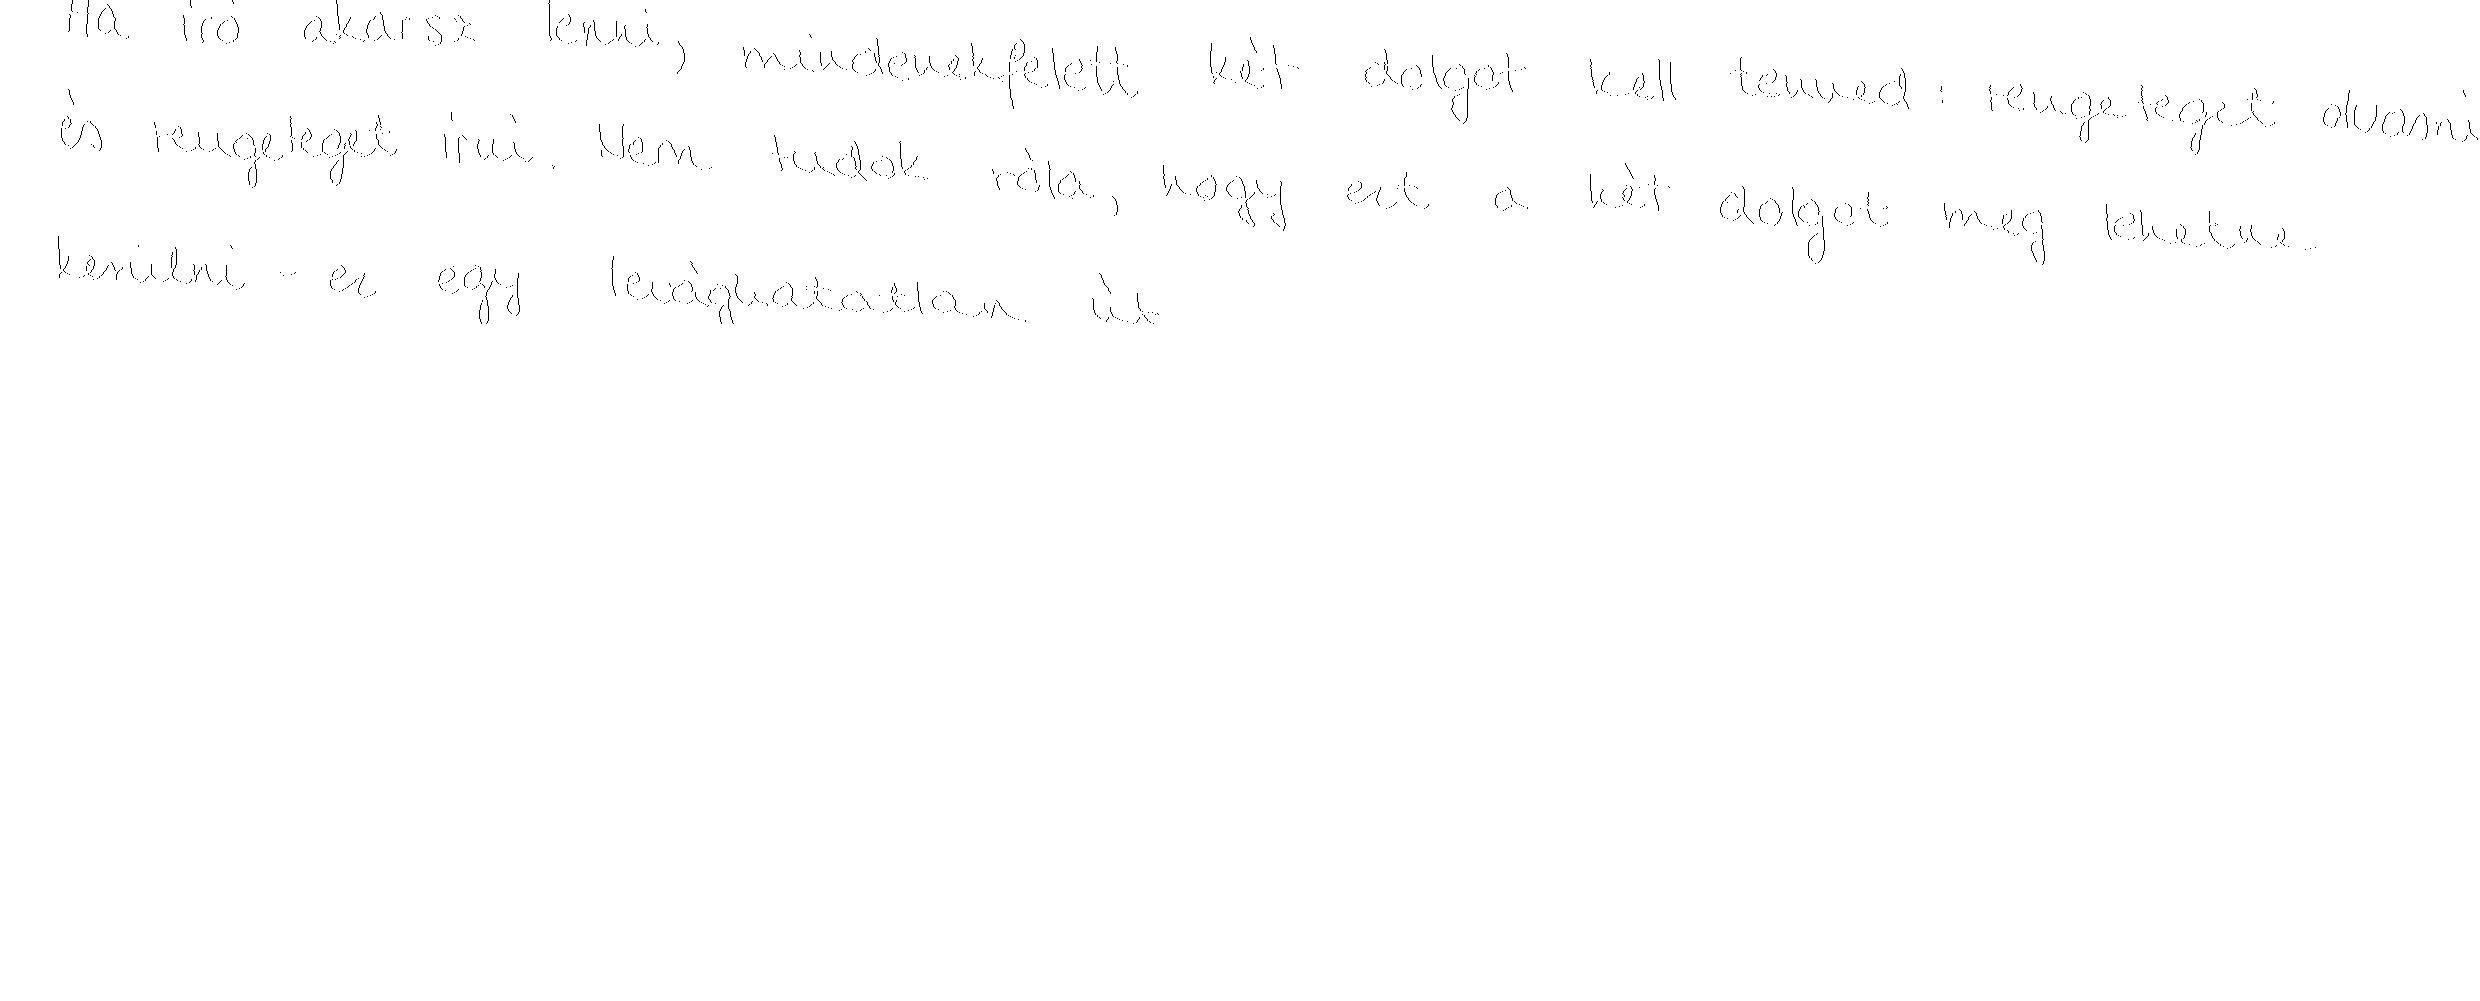 Ha író akarsz lenni, mindenekfelett két dolgot kell tenned: rengeteget olvasni
és rengeteget írni. Nem tudok róla, hogy ezt a két dolgot meg lehetne
kerülni - ez egy levághatatlan út